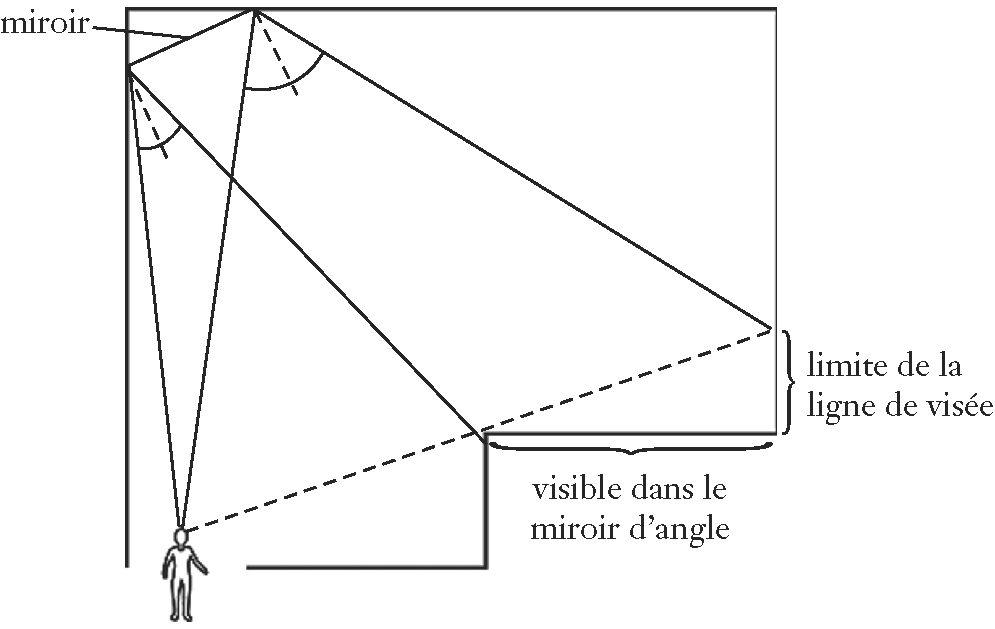 miroir
limite de la
ligne de visée
visible dans le
miroir d'angle